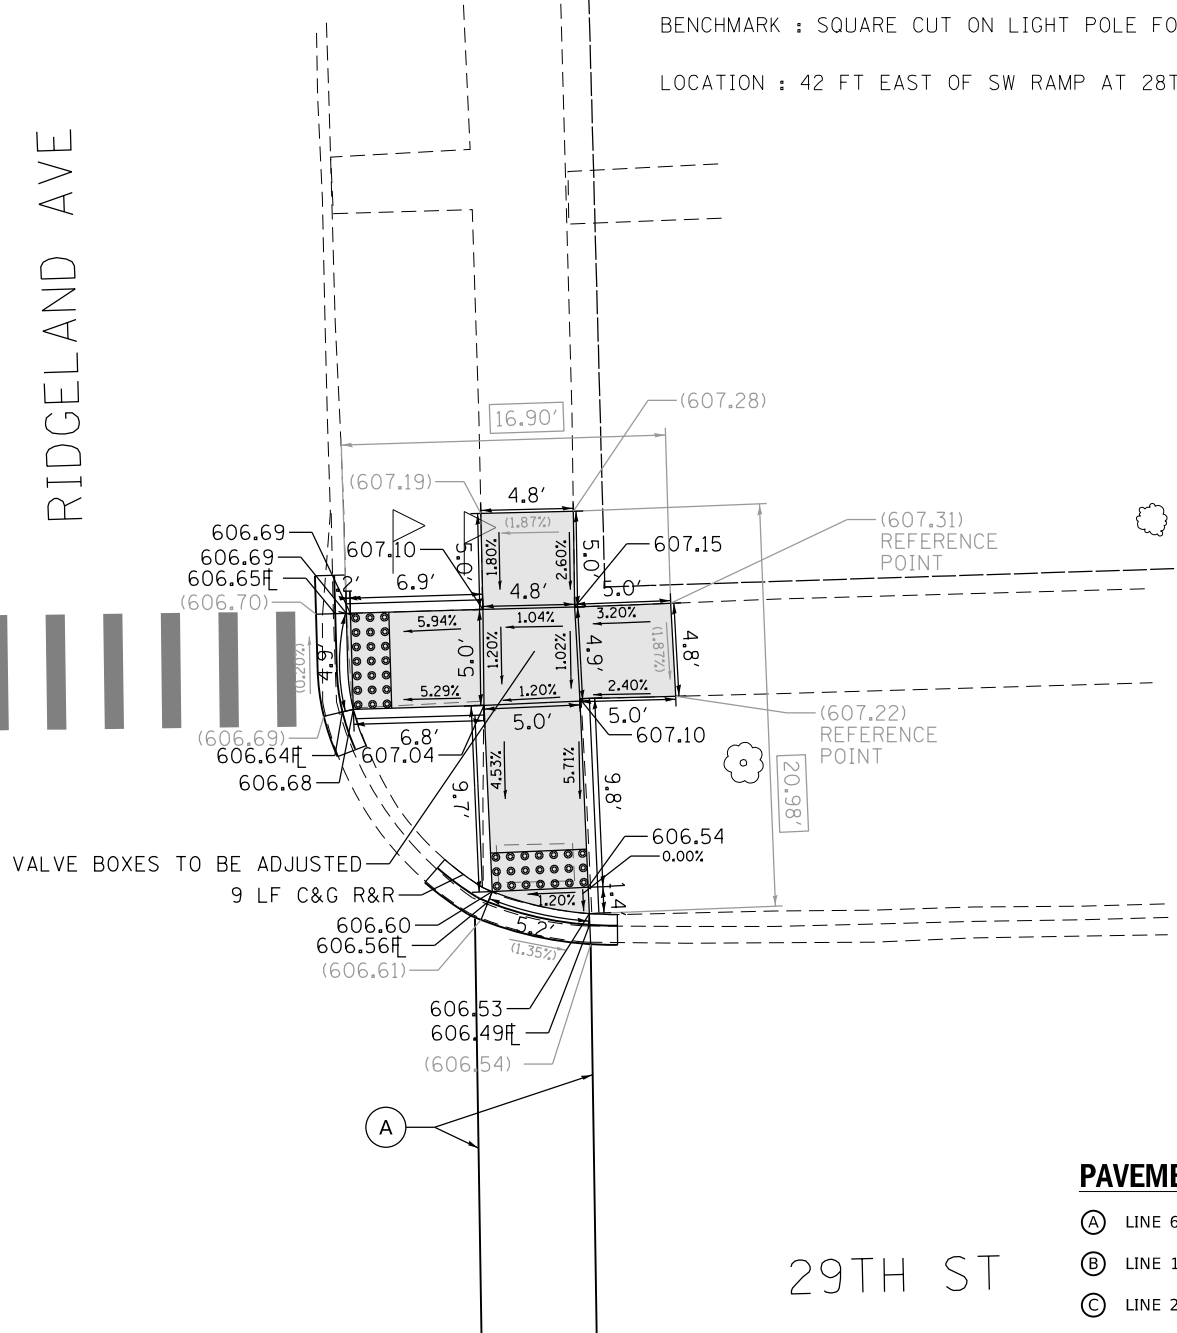 BENCHMARK : SQUARE CUT ON LIGHT POLE FO
LOCATION : 42 FT EAST OF SW RAMP AT 28T
RIDGELAND AVE
(607.28)
16.90'
(607.19)
4.8'
(1.87%)
(607.31)
REFERENCE
POINT
606.69
606.69
606.65FL
(606.70)
607.10
5.0'
1.80%
2.60%
5.0'
607.15
2'
6.9'
4.8'
5.0'
5.94%
1.04%
3.20%
(0.20%)
4.9'
5.0'
1.20%
1.02%
4.9'
(1.87%)
4.8'
5.29%
1.20%
2.40%
6.8'
5.0'
5.0'
(607.22)
REFERENCE
POINT
(606.69)
606.64FL
606.68
607.04
607.10
9.7'
4.53%
5.71%
9.8'
20.98'
VALVE BOXES TO BE ADJUSTED
9 LF C&G R&R
606.54
0.00%
1.20%
1.4'
606.60
606.56FL
(606.61)
5.2'
(1.35%)
606.53
606.49FL
(606.54)
A
29TH ST
PAVEME
A LINE 6
B LINE 1
C LINE 2